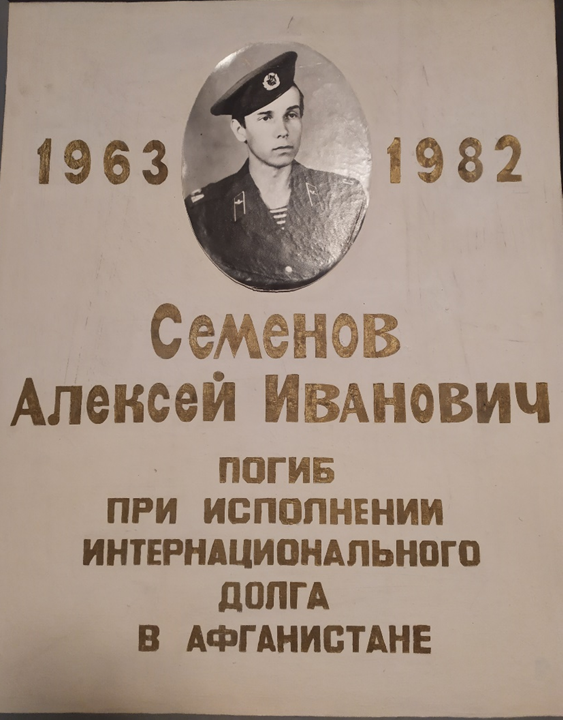 1963 1982
Семенов
Алексей Иванович
ПОГИБ
ПРИ ИСПОЛНЕНИИ
ИНТЕРНАЦИОНАЛЬНОГО
ДОЛГА
В АФГАНИСТАНЕ